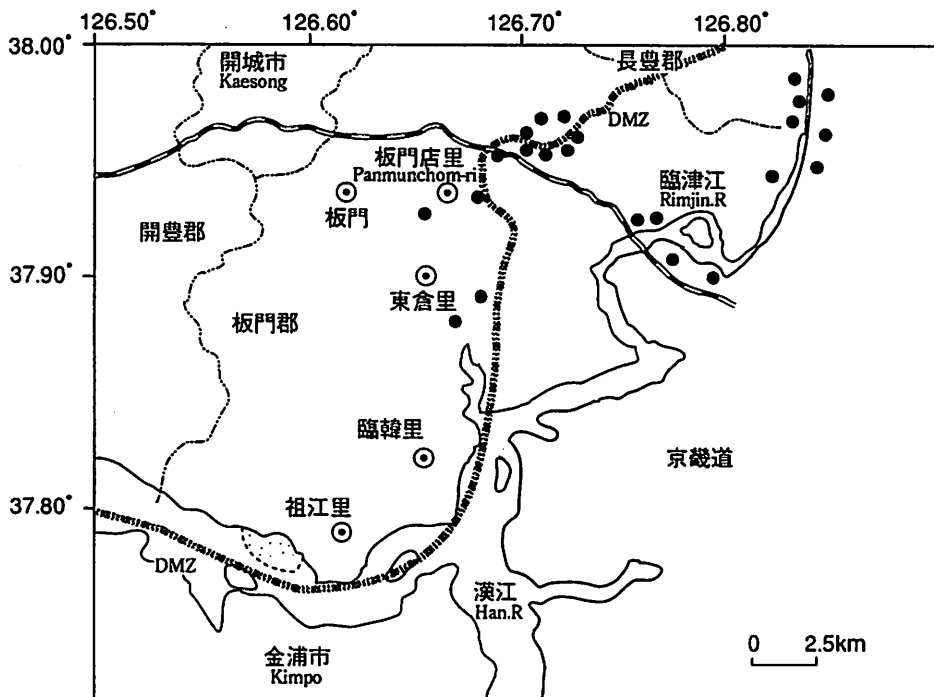 126.50°
126.60°
126.70°
126.80°
38.00°
開城市
Kaesong
長豊郡
DMZ
板門店里
Panmunchom-ri
臨津江
Rimjin.R
板門
開豊郡
37.90°
東倉里
板門郡
臨韓里
京畿道
37.80°
祖江里
DMZ
漢江
Han.R
金浦市
Kimpo
0 2.5km